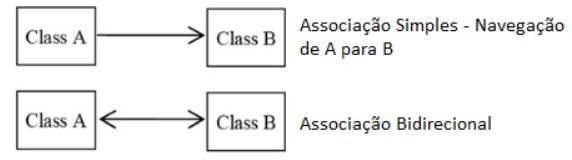 Class A
Class B
Associação Simples - Navegação
de A para B
Class A
Class B
Associação Bidirecional